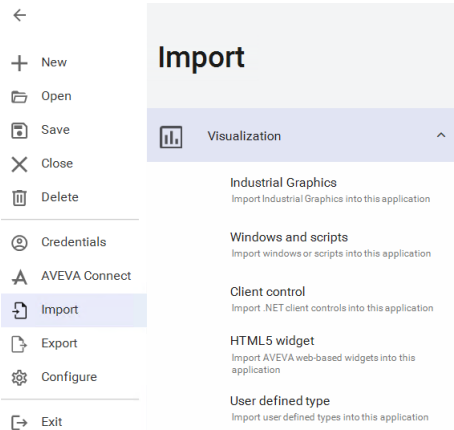 New
Open
Save
Close
Delete
Credentials
AVEVA Connect
Import
Export
Configure
Exit
Import
Visualization
Industrial Graphics
Import Industrial Graphics into this application
Windows and scripts
Import windows or scripts into this application
Client control
Import .NET client controls into this application
HTML5 widget
Import AVEVA web-based widgets into this
application
User defined type
Import user defined types into this application